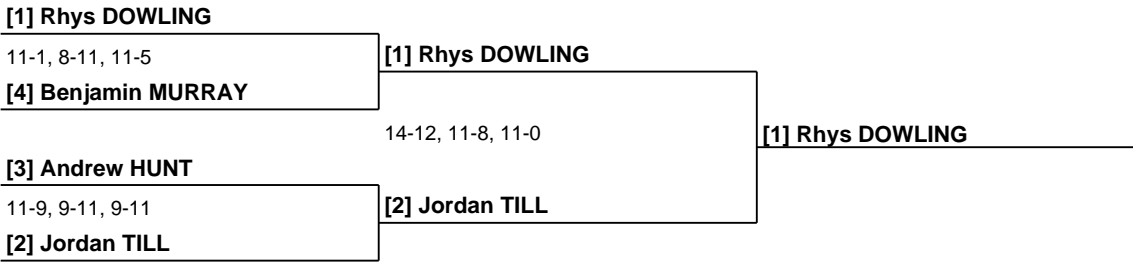 [1] Rhys DOWLING
11-1, 8-11, 11-5
[4] Benjamin MURRAY
[1] Rhys DOWLING
14-12, 11-8, 11-0
[1] Rhys DOWLING
[3] Andrew HUNT
11-9, 9-11, 9-11
[2] Jordan TILL
[2] Jordan TILL